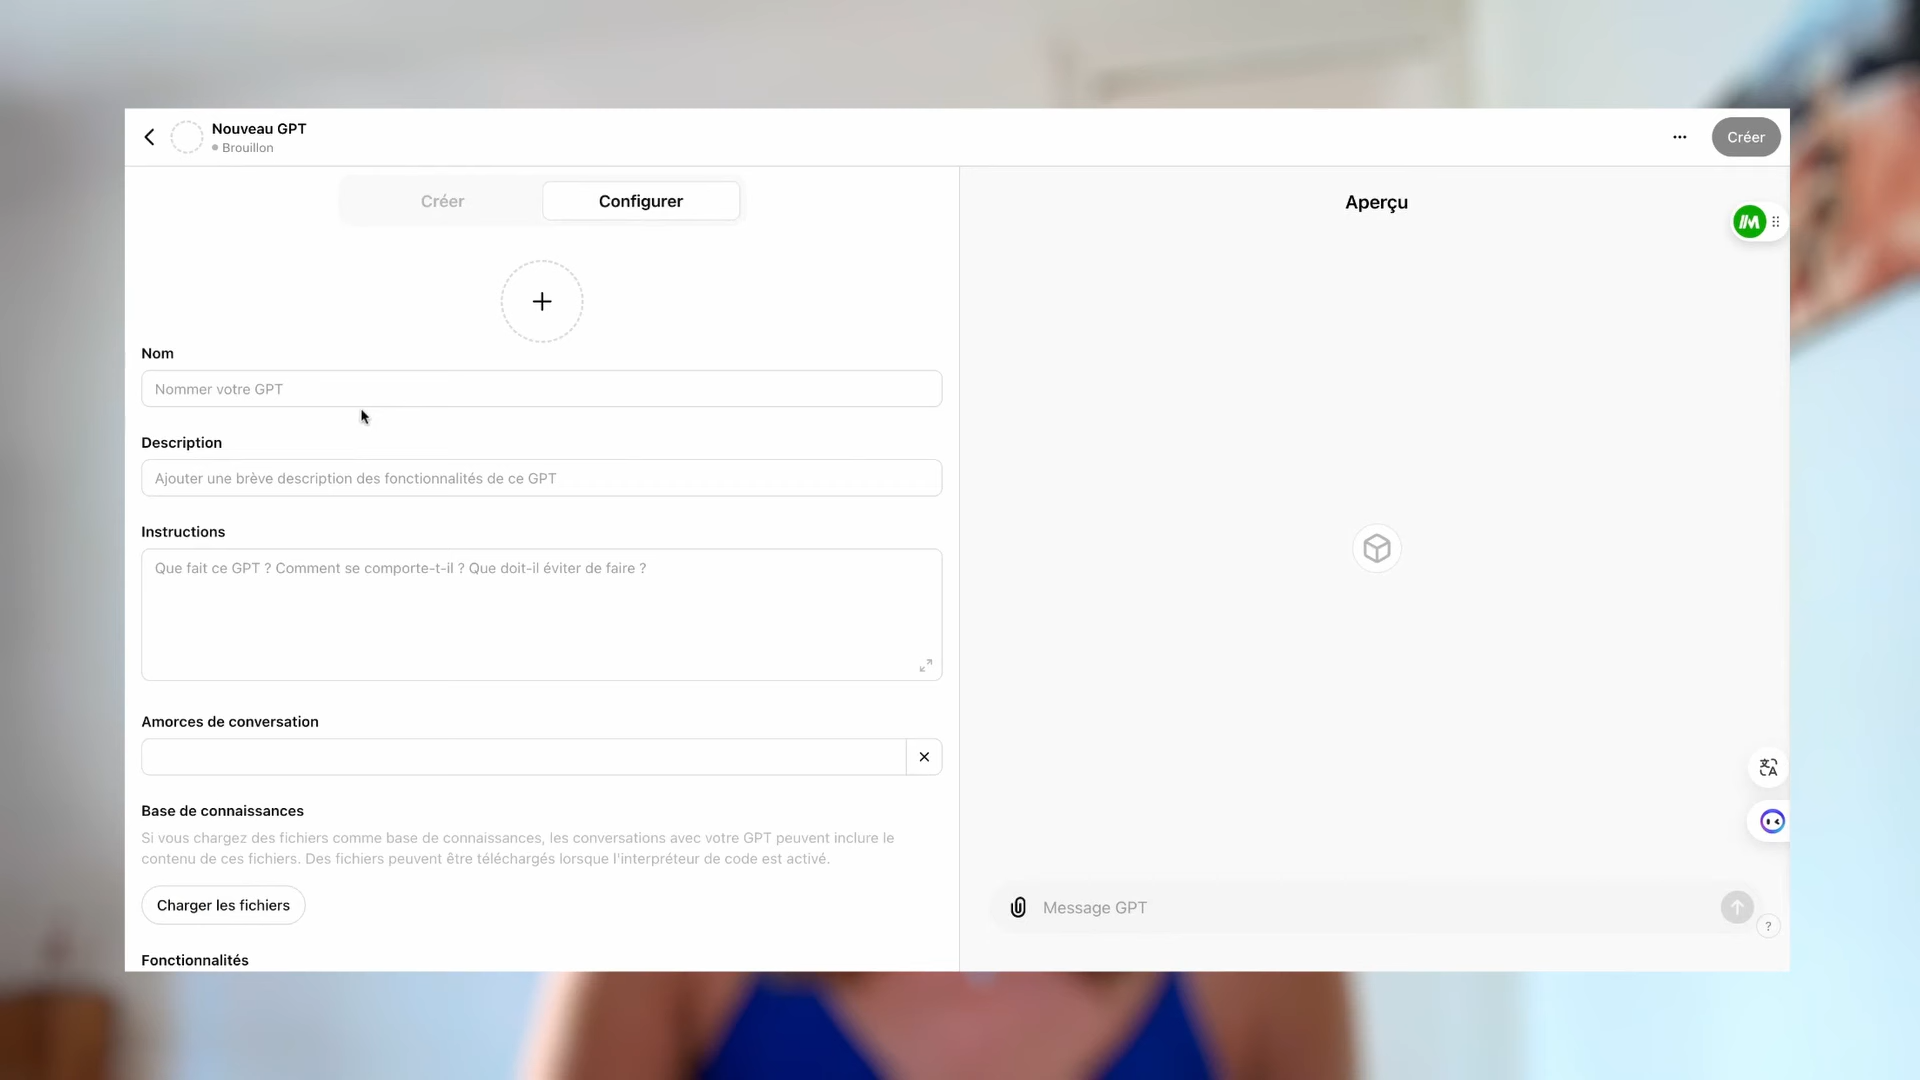 Nouveau GPT
Brouillon
Créer
Créer
Configurer
Aperçu
Nom
Nommer votre GPT
Description
Ajouter une brève description des fonctionnalités de ce GPT
Instructions
Que fait ce GPT ? Comment se comporte-t-il ? Que doit-il éviter de faire ?
Amorces de conversation
Base de connaissances
Si vous chargez des fichiers comme base de connaissances, les conversations avec votre GPT peuvent inclure le
contenu de ces fichiers. Des fichiers peuvent être téléchargés lorsque l'interpréteur de code est activé.
Charger les fichiers
Message GPT
?
Fonctionnalités